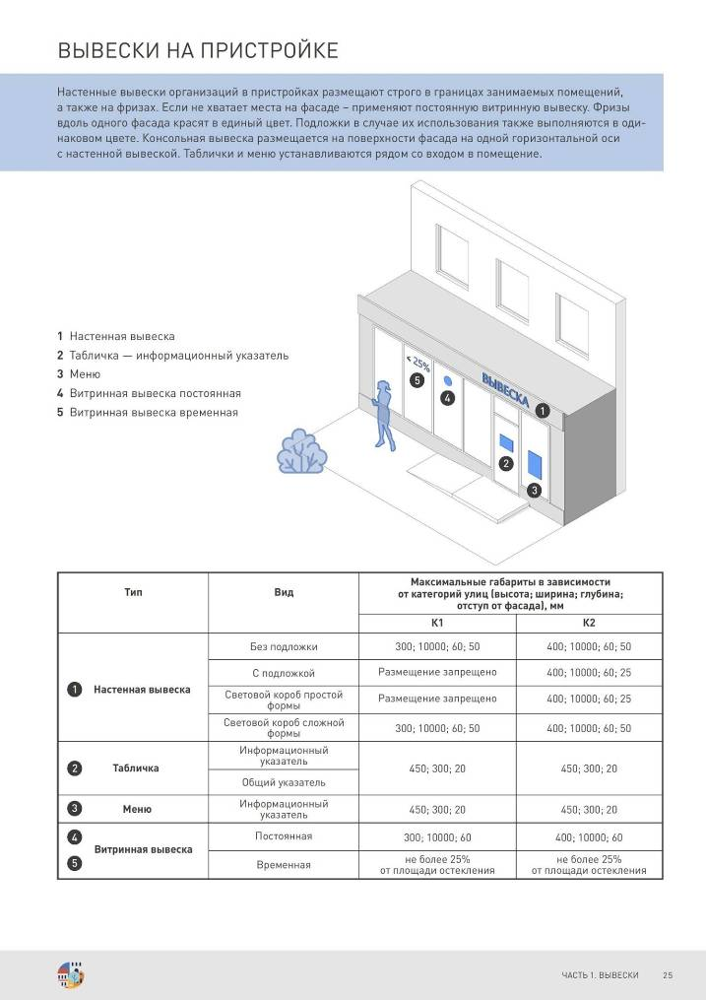 ВЫВЕСКИ НА ПРИСТРОЙКЕ
Настенные вывески организаций в пристройках размещают строго в границах занимаемых помещений,
а также на фризах. Если не хватает места на фасаде – применяют постоянную витринную вывеску. Фризы
вдоль одного фасада красят в единый цвет. Подложки в случае их использования также выполняются в оди-
наковом цвете. Консольная вывеска размещается на поверхности фасада на одной горизонтальной оси
с настенной вывеской. Таблички и меню устанавливаются рядом со входом в помещение.
1 Настенная вывеска
2 Табличка — информационный указатель
3 Меню
4 Витринная вывеска постоянная
5 Витринная вывеска временная
< 25%
5
4
ВЫВЕСКА
1
2
3
Тип
Вид
Максимальные габариты в зависимости
от категорий улиц (высота; ширина; глубина;
отступ от фасада), мм
К1
К2
1 Настенная вывеска
Без подложки
300; 10000; 60; 50
400; 10000; 60; 50
С подложкой
Размещение запрещено
400; 10000; 60; 25
Световой короб простой
формы
Размещение запрещено
400; 10000; 60; 25
Световой короб сложной
формы
300; 10000; 60; 50
400; 10000; 60; 50
2 Табличка
Информационный
указатель
Общий указатель
450; 300; 20
450; 300; 20
3 Меню
Информационный
указатель
450; 300; 20
450; 300; 20
4
5
Витринная вывеска
Постоянная
300; 10000; 60
400; 10000; 60
Временная
не более 25%
от площади остекления
не более 25%
от площади остекления
ЧАСТЬ 1. ВЫВЕСКИ 25